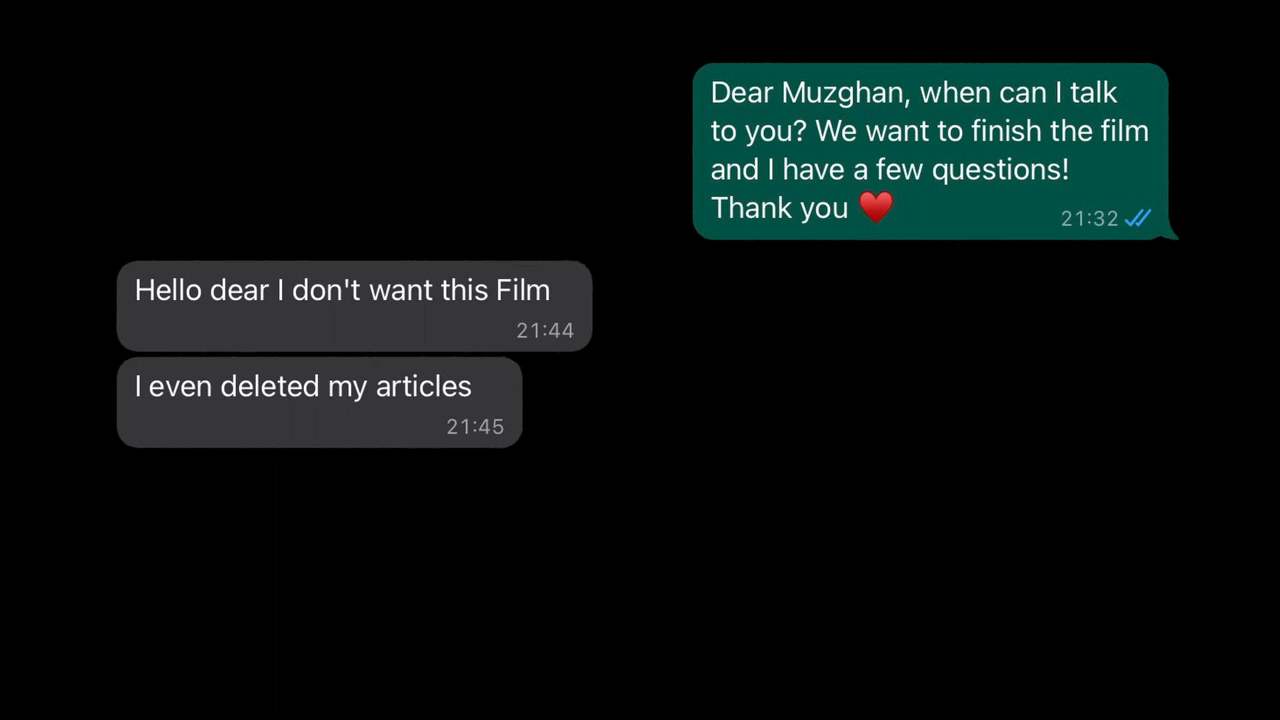 Dear Muzghan, when can I talk
to you? We want to finish the film
and I have a few questions!
Thank you ♥️
21:32
Hello dear I don't want this Film
21:44
I even deleted my articles
21:45